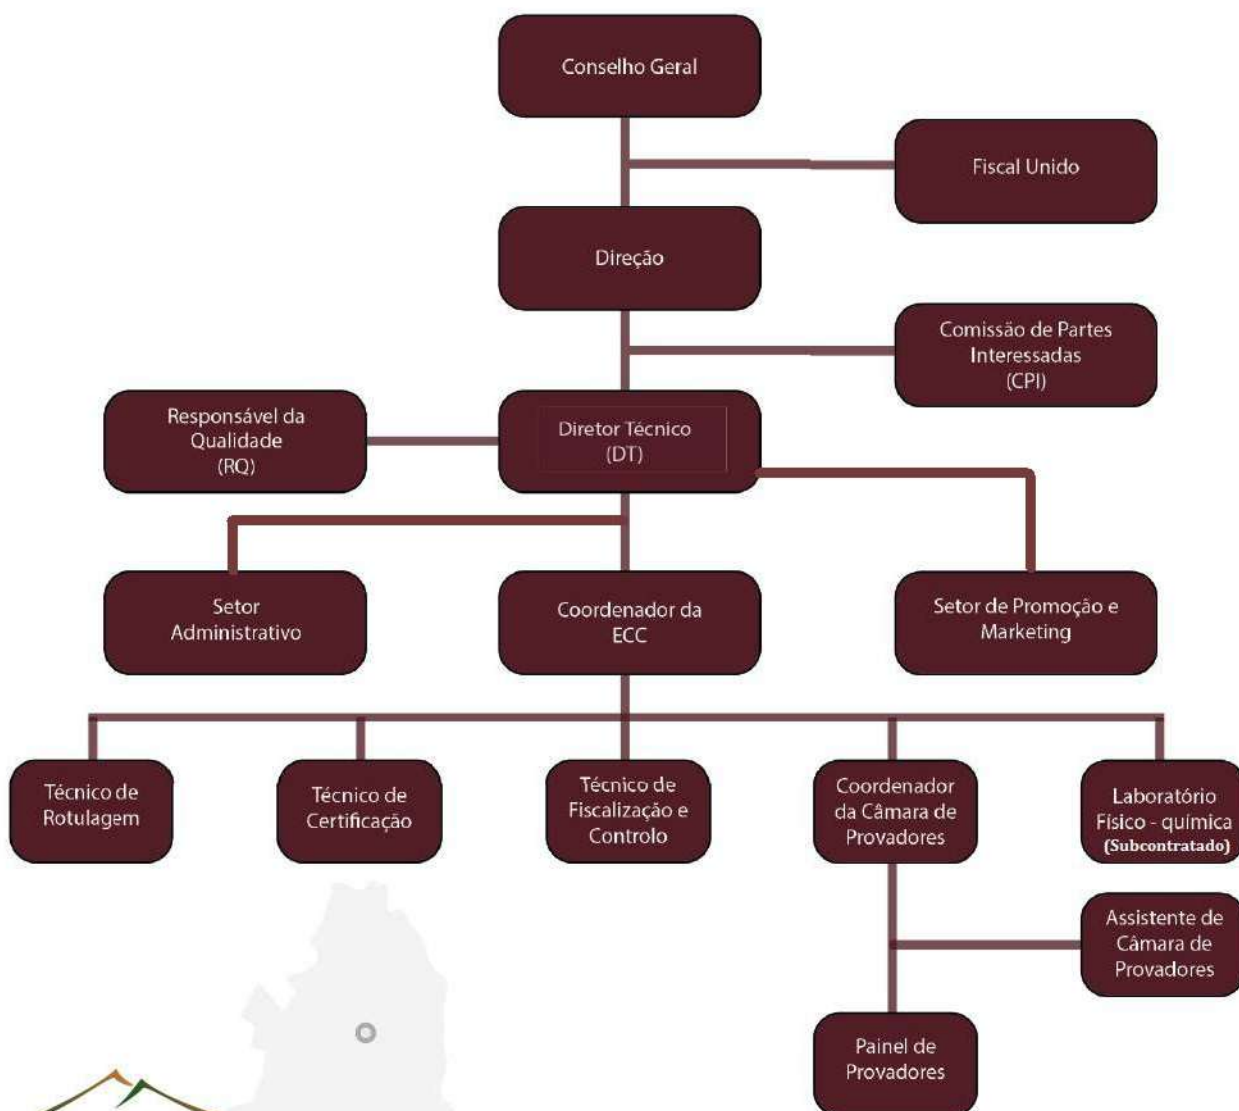 Conselho Geral
Fiscal Unido
Direção
Comissão de Partes
Interessadas
(CPI)
Responsável da
Qualidade
(RQ)
Diretor Técnico
(DT)
Setor
Administrativo
Coordenador da
ECC
Setor de Promoção e
Marketing
Técnico de
Rotulagem
Técnico de
Certificação
Técnico de
Fiscalização e
Controlo
Coordenador
da Câmara de
Provadores
Laboratório
Físico - química
(Subcontratado)
Assistente de
Câmara de
Provadores
Painel de
Provadores